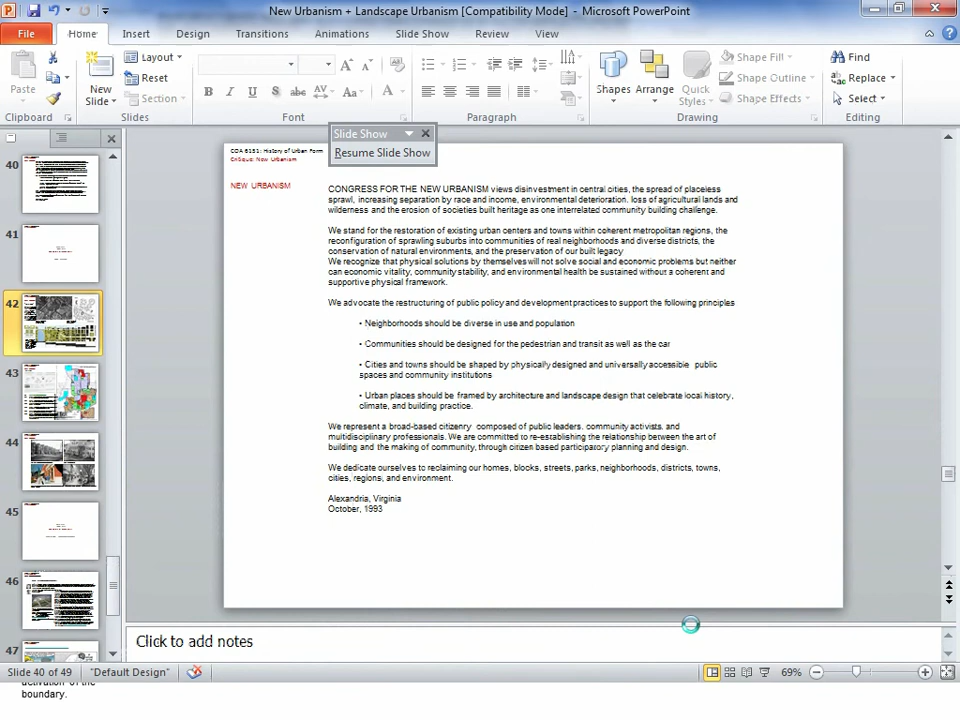 New Urbanism + Landscape Urbanism [Compatibility Mode] - Microsoft PowerPoint
File Home Insert Design Transitions Animations Slide Show Review View
Paste
New Slide
Layout
Reset
Section
Shapes
Arrange
Quick Styles
Shape Fill
Shape Outline
Shape Effects
Find
Replace
Select
Clipboard Slides Font Paragraph Drawing Editing
Slide Show
Resume Slide Show
40
41
42
43
44
45
46
47
Critique: New Urbanism
NEW URBANISM
CONGRESS FOR THE NEW URBANISM views disinvestment in central cities, the spread of placeless
sprawl, increasing separation by race and income, environmental deterioration. loss of agricultural lands and
wilderness and the erosion of societies built heritage as one interrelated community building challenge.
We stand for the restoration of existing urban centers and towns within coherent metropolitan regions, the
reconfiguration of sprawling suburbs into communities of real neighborhoods and diverse districts, the
conservation of natural environments, and the preservation of our built legacy
We recognize that physical solutions by themselves will not solve social and economic problems but neither
can economic vitality, community stability, and environmental health be sustained without a coherent and
supportive physical framework.
We advocate the restructuring of public policy and development practices to support the following principles
• Neighborhoods should be diverse in use and population
• Communities should be designed for the pedestrian and transit as well as the car
• Cities and towns should be shaped by physically designed and universally accessible public
spaces and community institutions
• Urban places should be framed by architecture and landscape design that celebrate local history,
climate, and building practice.
We represent a broad-based citizenry composed of public leaders. community activists. and
multidisciplinary professionals. We are committed to re-establishing the relationship between the art of
building and the making of community, through citizen based participatory planning and design.
We dedicate ourselves to reclaiming our homes, blocks, streets, parks, neighborhoods, districts, towns,
cities, regions, and environment.
Alexandria, Virginia
October, 1993
Click to add notes
Slide 40 of 49 "Default Design" 69%
boundary.